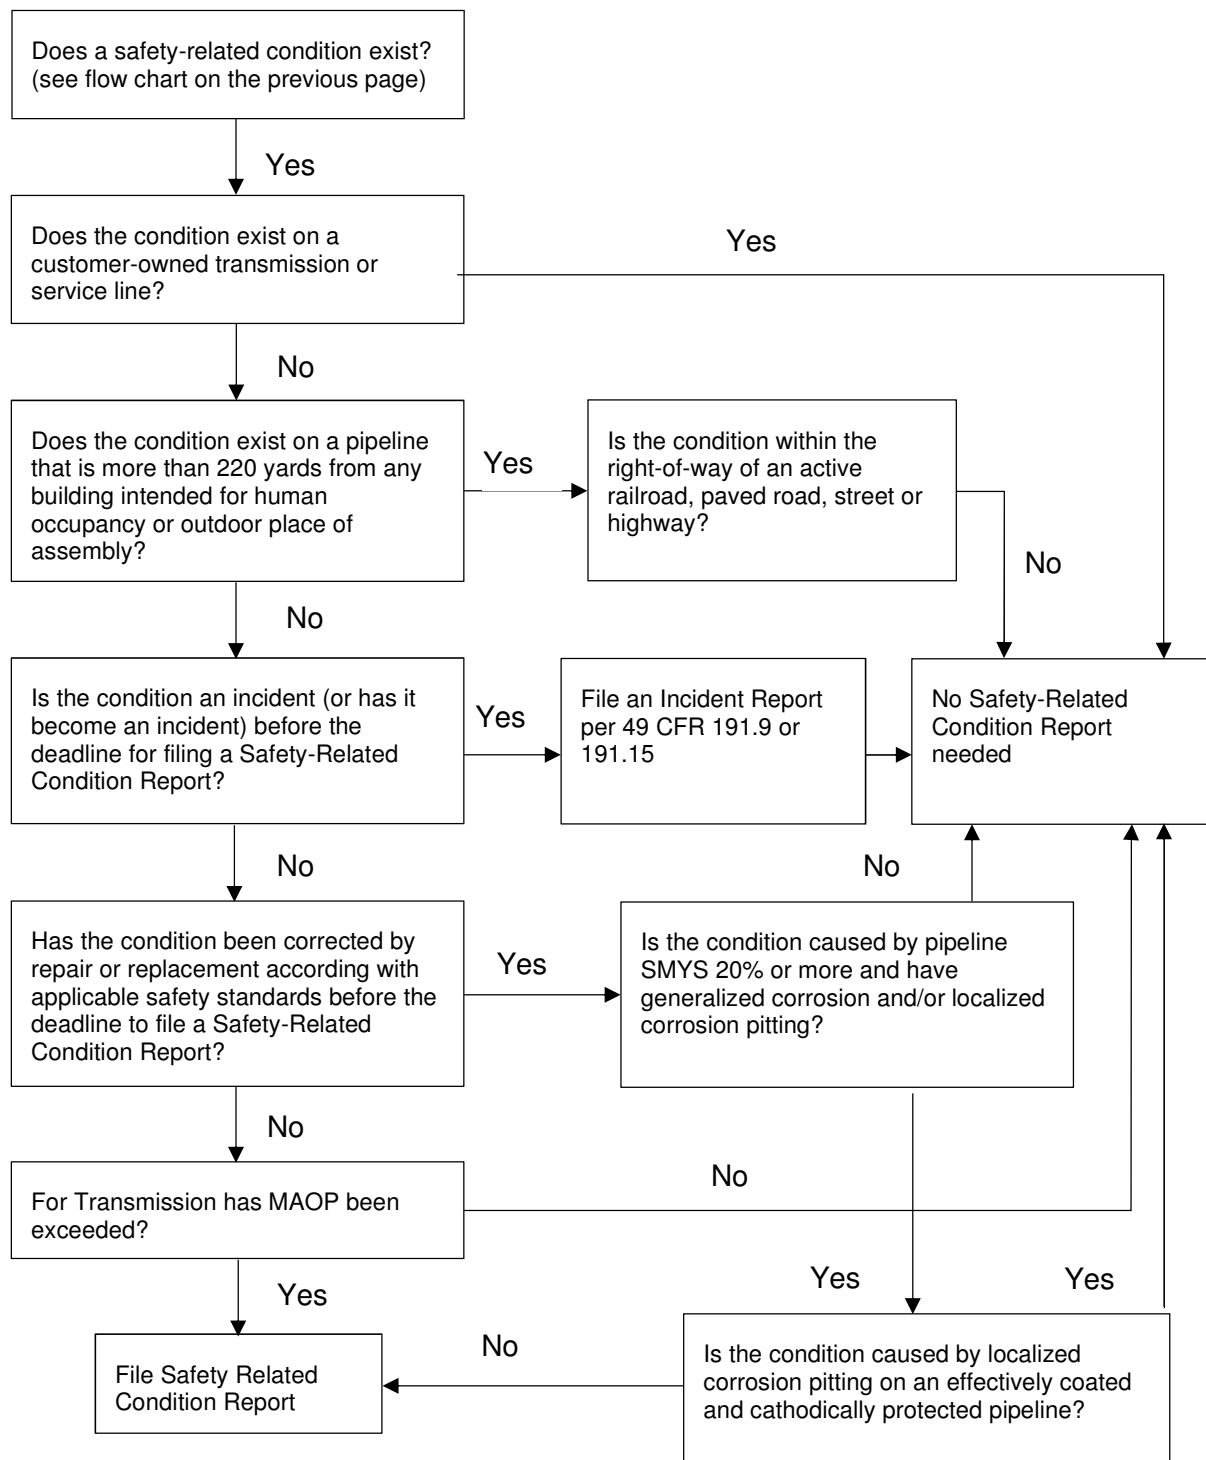 Does a safety-related condition exist?
(see flow chart on the previous page)
Yes
Does the condition exist on a
customer-owned transmission or
service line?
Yes
No
Does the condition exist on a pipeline
that is more than 220 yards from any
building intended for human
occupancy or outdoor place of
assembly?
Yes
Is the condition within the
right-of-way of an active
railroad, paved road, street or
highway?
No
No
Is the condition an incident (or has it
become an incident) before the
deadline for filing a Safety-Related
Condition Report?
Yes
File an Incident Report
per 49 CFR 191.9 or
191.15
No Safety-Related
Condition Report
needed
No
No
Has the condition been corrected by
repair or replacement according with
applicable safety standards before the
deadline to file a Safety-Related
Condition Report?
Yes
Is the condition caused by pipeline
SMYS 20% or more and have
generalized corrosion and/or localized
corrosion pitting?
No
For Transmission has MAOP been
exceeded?
No
Yes
Yes
Yes
File Safety Related
Condition Report
No
Is the condition caused by localized
corrosion pitting on an effectively coated
and cathodically protected pipeline?